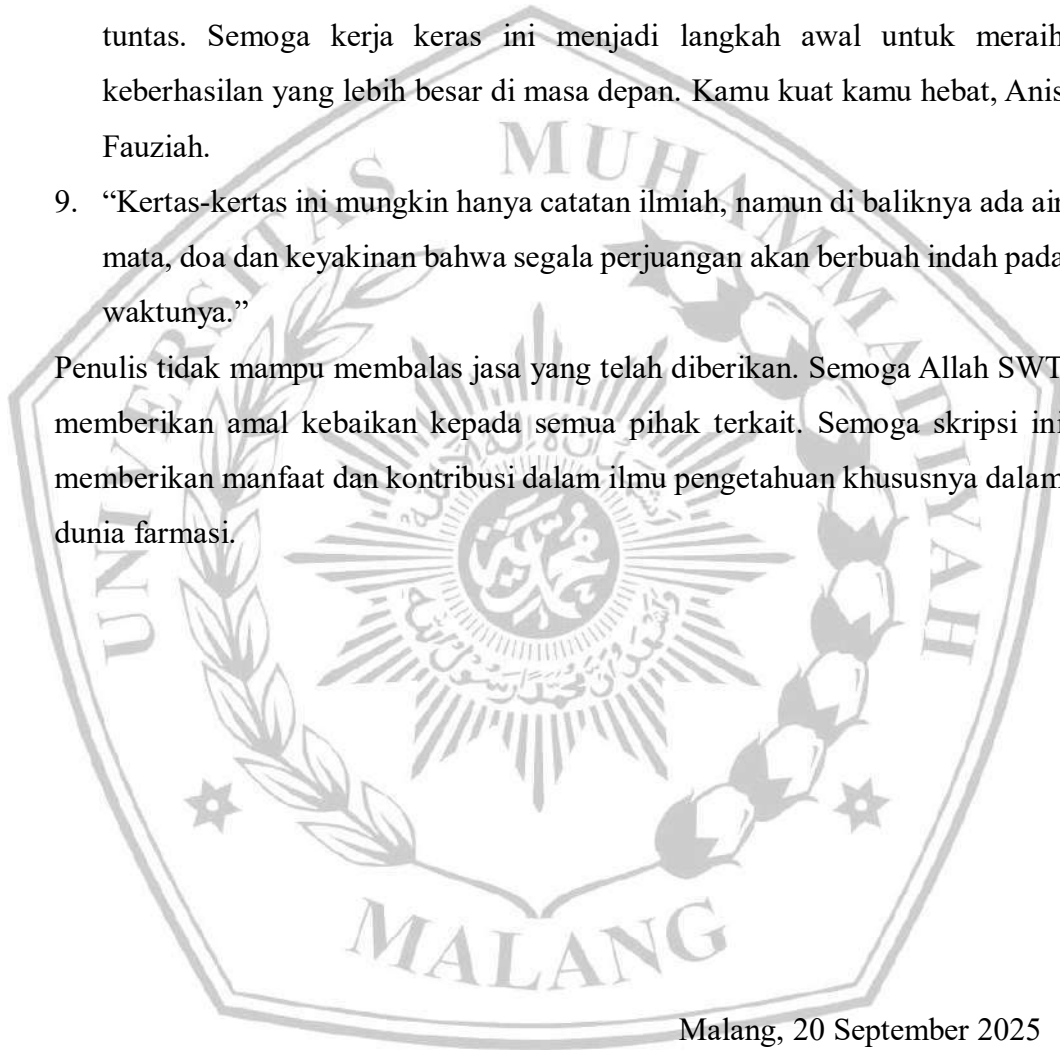 tuntas. Semoga kerja keras ini menjadi langkah awal untuk meraih
keberhasilan yang lebih besar di masa depan. Kamu kuat kamu hebat, Anis
Fauziah.
9. “Kertas-kertas ini mungkin hanya catatan ilmiah, namun di baliknya ada air
mata, doa dan keyakinan bahwa segala perjuangan akan berbuah indah pada
waktunya.”
Penulis tidak mampu membalas jasa yang telah diberikan. Semoga Allah SWT
memberikan amal kebaikan kepada semua pihak terkait. Semoga skripsi ini
memberikan manfaat dan kontribusi dalam ilmu pengetahuan khususnya dalam
dunia farmasi.
UNIVERSITAS MUHAMMADIYAH
MALANG
Malang, 20 September 2025